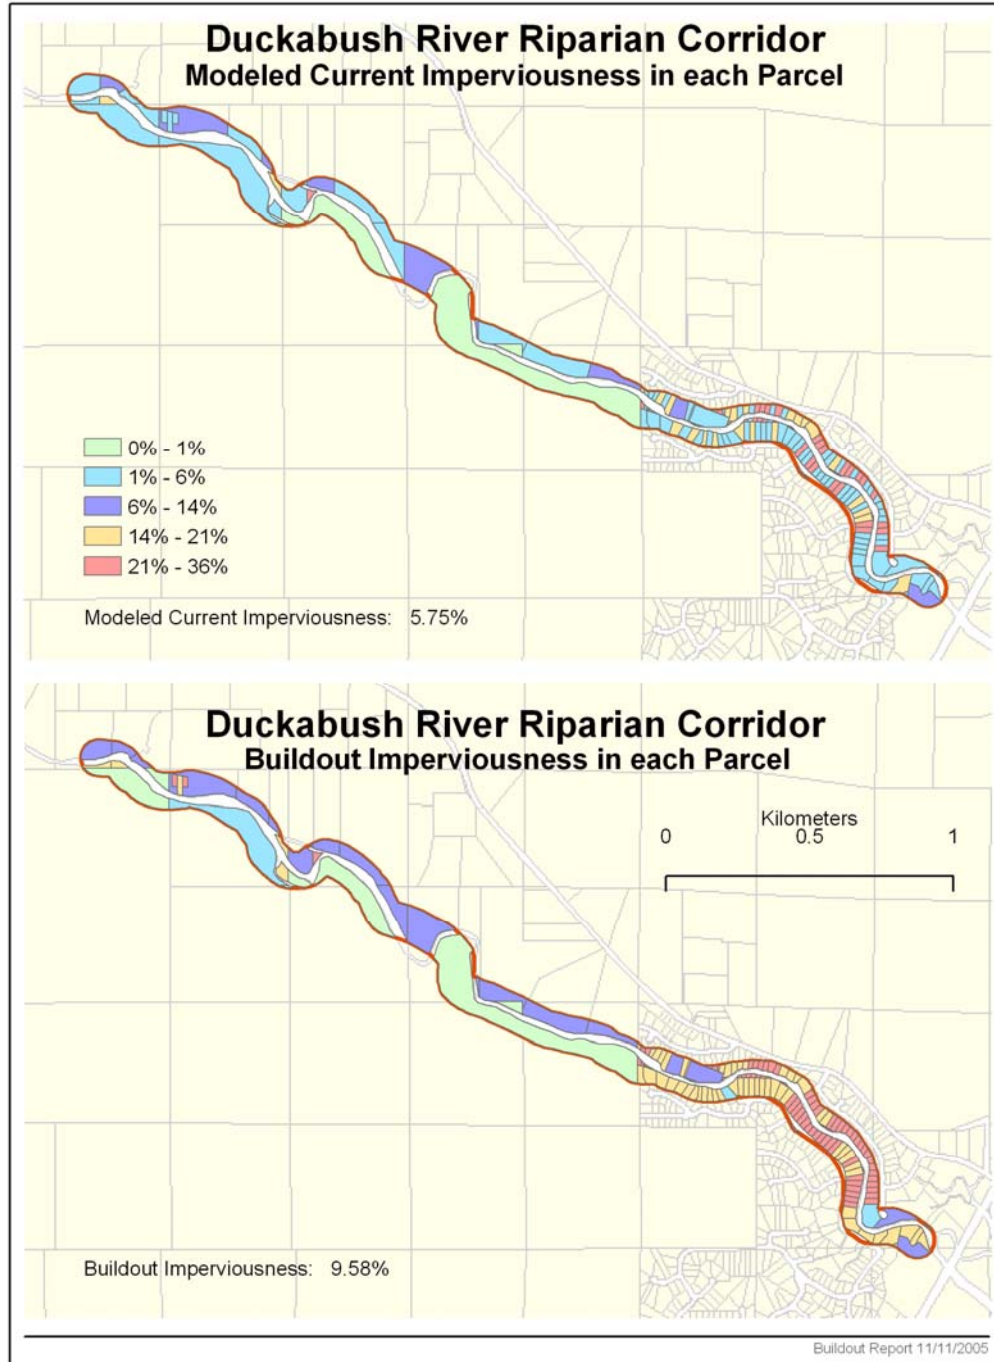 Duckabush River Riparian Corridor
Modeled Current Imperviousness in each Parcel
0% - 1%
1% - 6%
6% - 14%
14% - 21%
21% - 36%
Modeled Current Imperviousness: 5.75%
Duckabush River Riparian Corridor
Buildout Imperviousness in each Parcel
Kilometers
0 0.5 1
Buildout Imperviousness: 9.58%
Buildout Report 11/11/2005